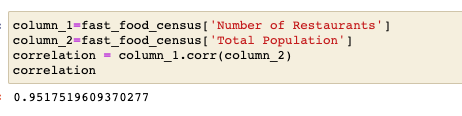 column_1=fast_food_census['Number of Restaurants']
column_2=fast_food_census['Total Population']
correlation = column_1.corr(column_2)
correlation
0.9517519609370277